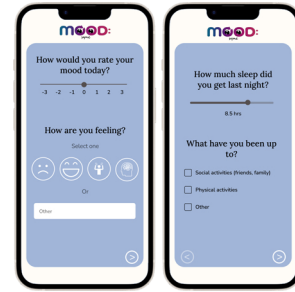 MOOD:
How would you rate your
mood today?
-3 -2 -1 0 1 2 3
How are you feeling?
Select one
Or
Other
>
MOOD:
How much sleep did
you get last night?
9.5 hrs
What have you been up
to?
Social activities (friends, family)
Physical activities
Other
< >